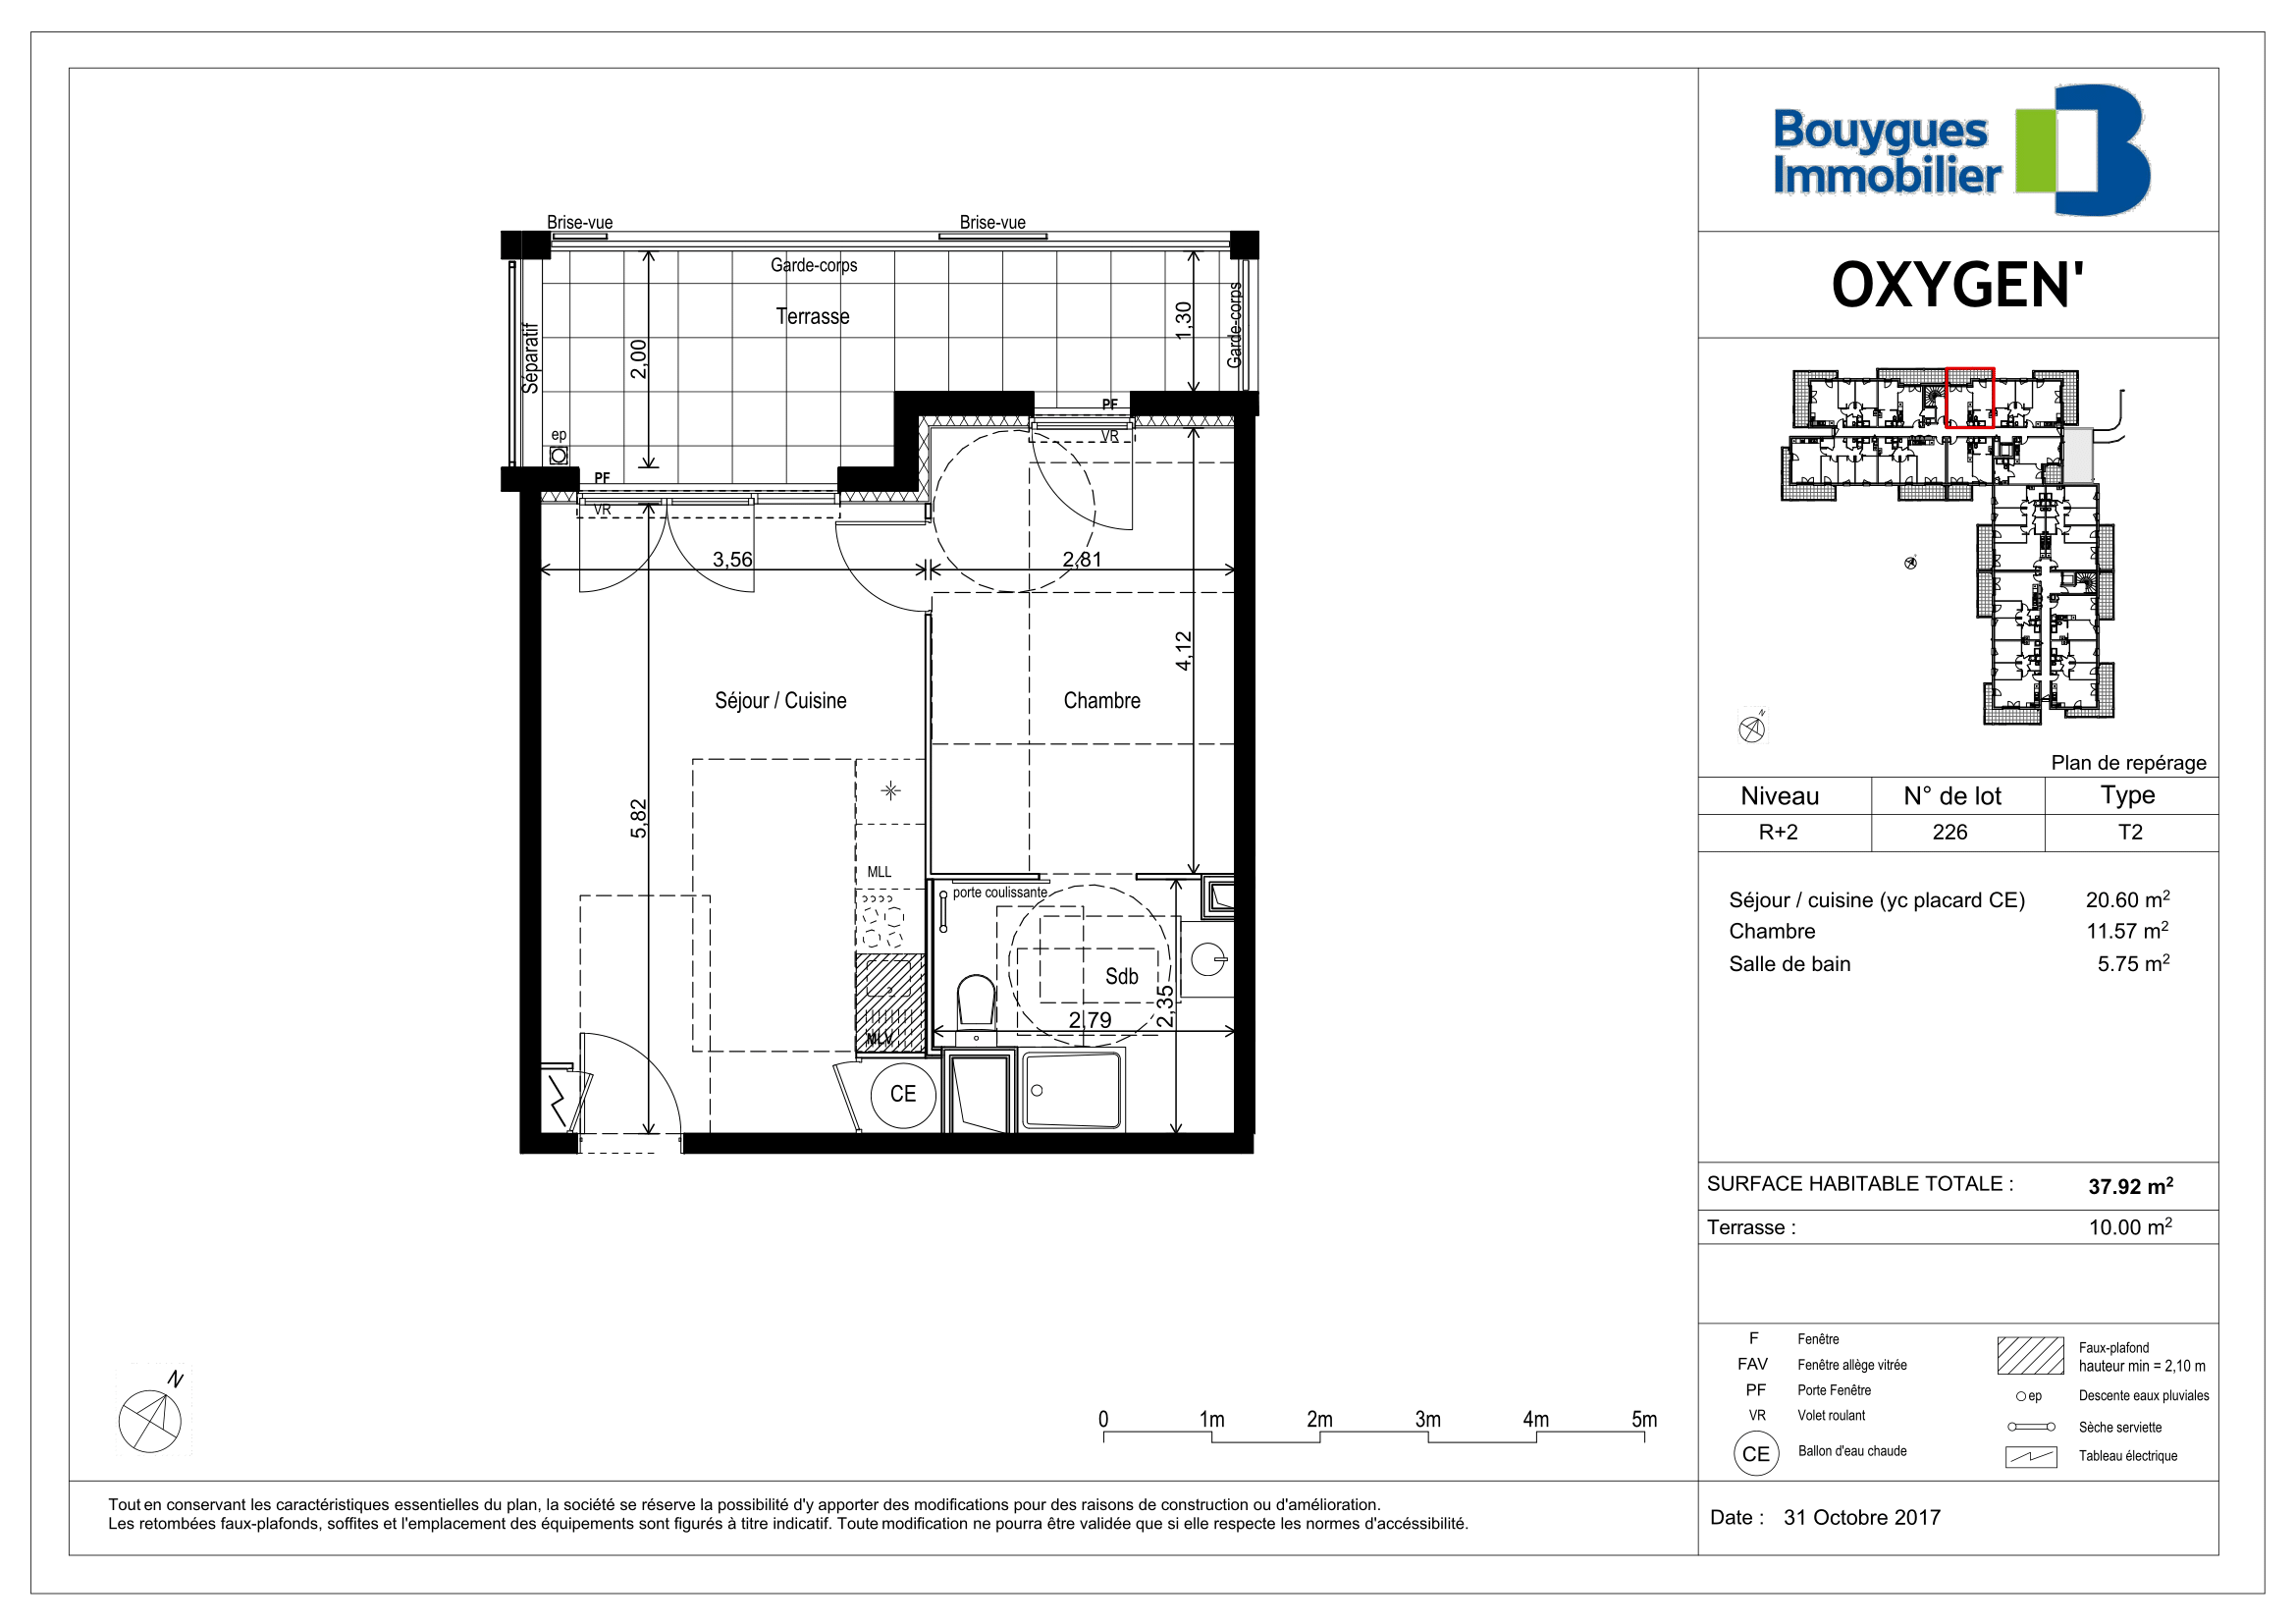 Bouygues
Immobilier
OXYGEN'
N
Plan de repérage
Niveau N° de lot Type
R+2 226 T2
Séjour / cuisine (yc placard CE) 20.60 m²
Chambre 11.57 m²
Salle de bain 5.75 m²
SURFACE HABITABLE TOTALE : 37.92 m²
Terrasse : 10.00 m²
F Fenêtre
FAV Fenêtre allège vitrée
PF Porte Fenêtre
VR Volet roulant
CE Ballon d'eau chaude
Faux-plafond
hauteur min = 2,10 m
ep Descente eaux pluviales
Sèche serviette
Tableau électrique
Date : 31 Octobre 2017
Brise-vue Brise-vue
Garde-corps
Terrasse
Séparatif
2,00
1,30
Garde-corps
ep
PF
VR
PF
VR
3,56
2,81
4,12
Séjour / Cuisine
Chambre
5,82
MLL
porte coulissante
Sdb
2,35
2,79
MLV
CE
N
0 1m 2m 3m 4m 5m
Tout en conservant les caractéristiques essentielles du plan, la société se réserve la possibilité d'y apporter des modifications pour des raisons de construction ou d'amélioration.
Les retombées faux-plafonds, soffites et l'emplacement des équipements sont figurés à titre indicatif. Toute modification ne pourra être validée que si elle respecte les normes d'accéssibilité.